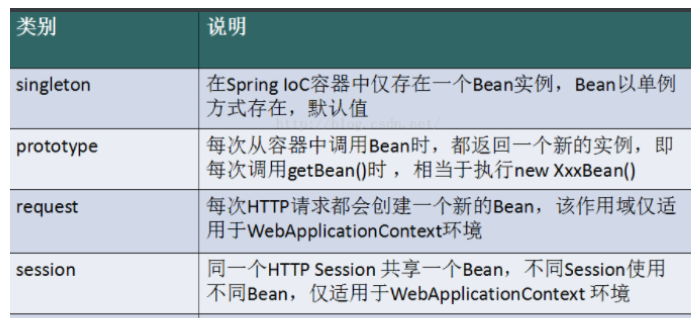 类别 说明
singleton 在Spring IoC容器中仅存在一个Bean实例，Bean以单例
方式存在，默认值
http://blog.csdn.net/
prototype 每次从容器中调用Bean时，都返回一个新的实例，即
每次调用getBean()时 ，相当于执行new XxxBean()
request 每次HTTP请求都会创建一个新的Bean，该作用域仅适
用于WebApplicationContext环境
session 同一个HTTP Session 共享一个Bean，不同Session使用
不同Bean，仅适用于WebApplicationContext 环境